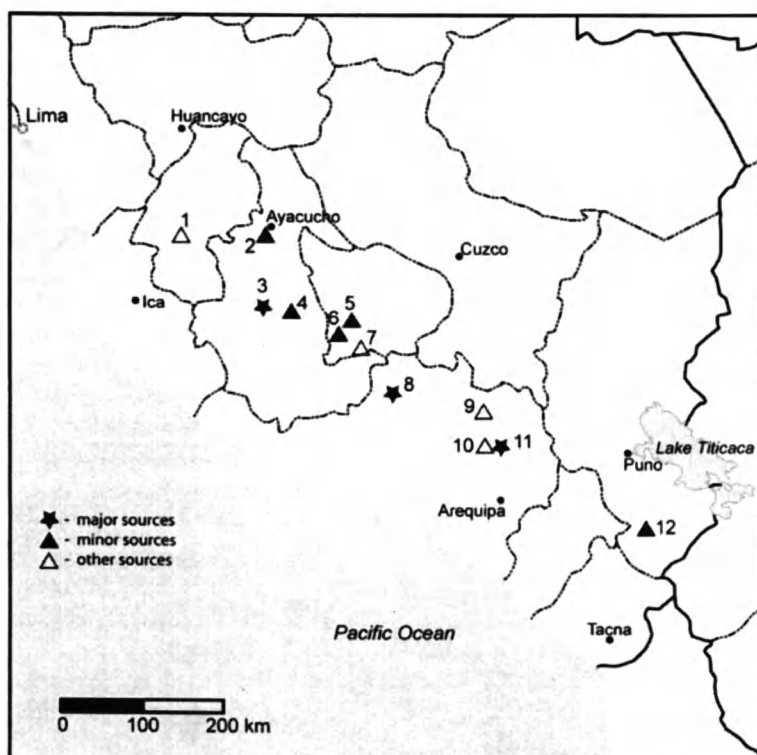 Lima
Huancayo
1
Ayacucho
2
Cuzco
3
4
5
Ica
6
7
8
9
10
11
Lake Titicaca
Puno
Arequipa
- major sources
- minor sources
12
- other sources
Pacific Ocean
Tacna
0 100 200 km